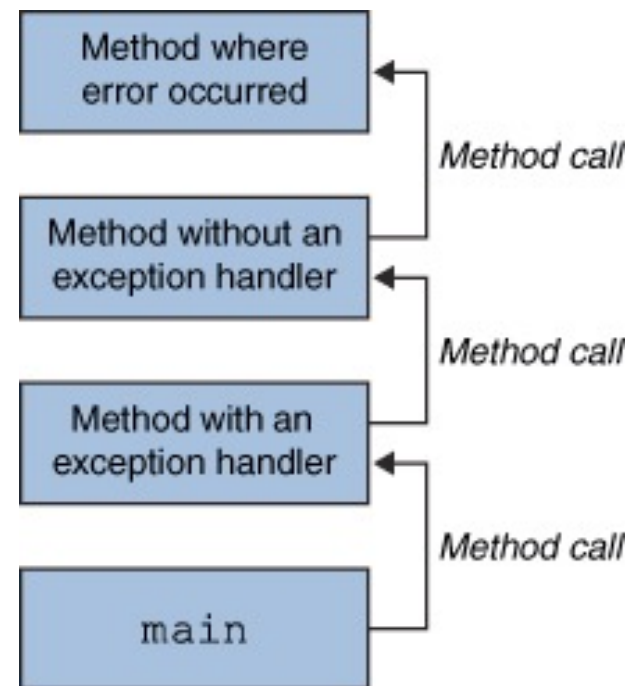 Method where
error occurred
Method call
Method without an
exception handler
Method call
Method with an
exception handler
Method call
main